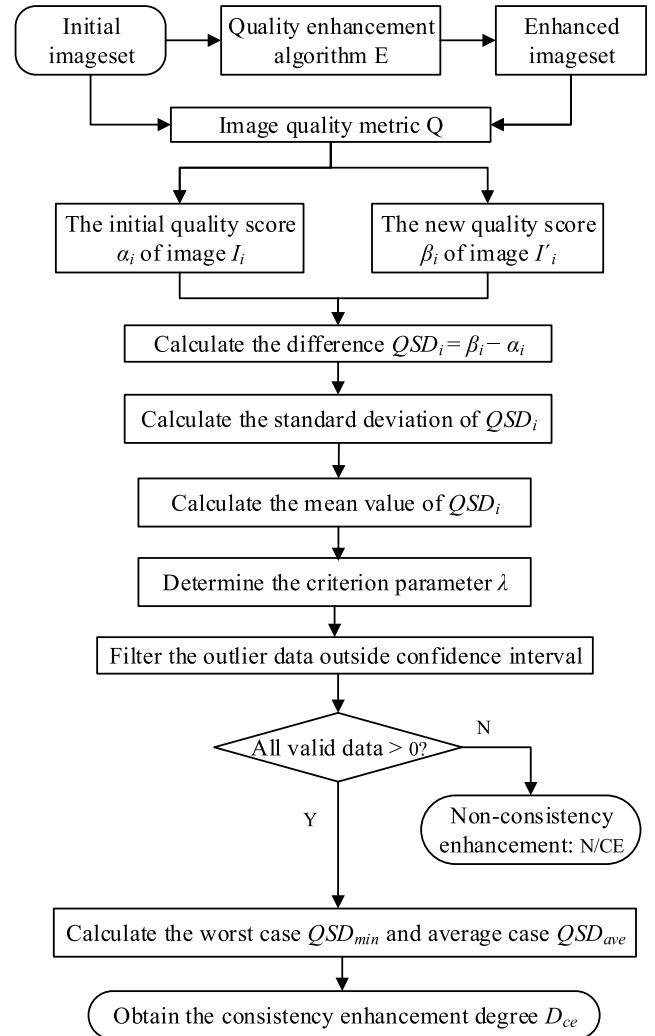 Initial
imageset
Quality enhancement
algorithm E
Enhanced
imageset
Image quality metric Q
The initial quality score
αi of image Ii
The new quality score
βi of image I′i
Calculate the difference QSDi = βi − αi
Calculate the standard deviation of QSDi
Calculate the mean value of QSDi
Determine the criterion parameter λ
Filter the outlier data outside confidence interval
All valid data > 0?
N
Y
Non-consistency
enhancement: N/CE
Calculate the worst case QSDmin and average case QSDave
Obtain the consistency enhancement degree Dce